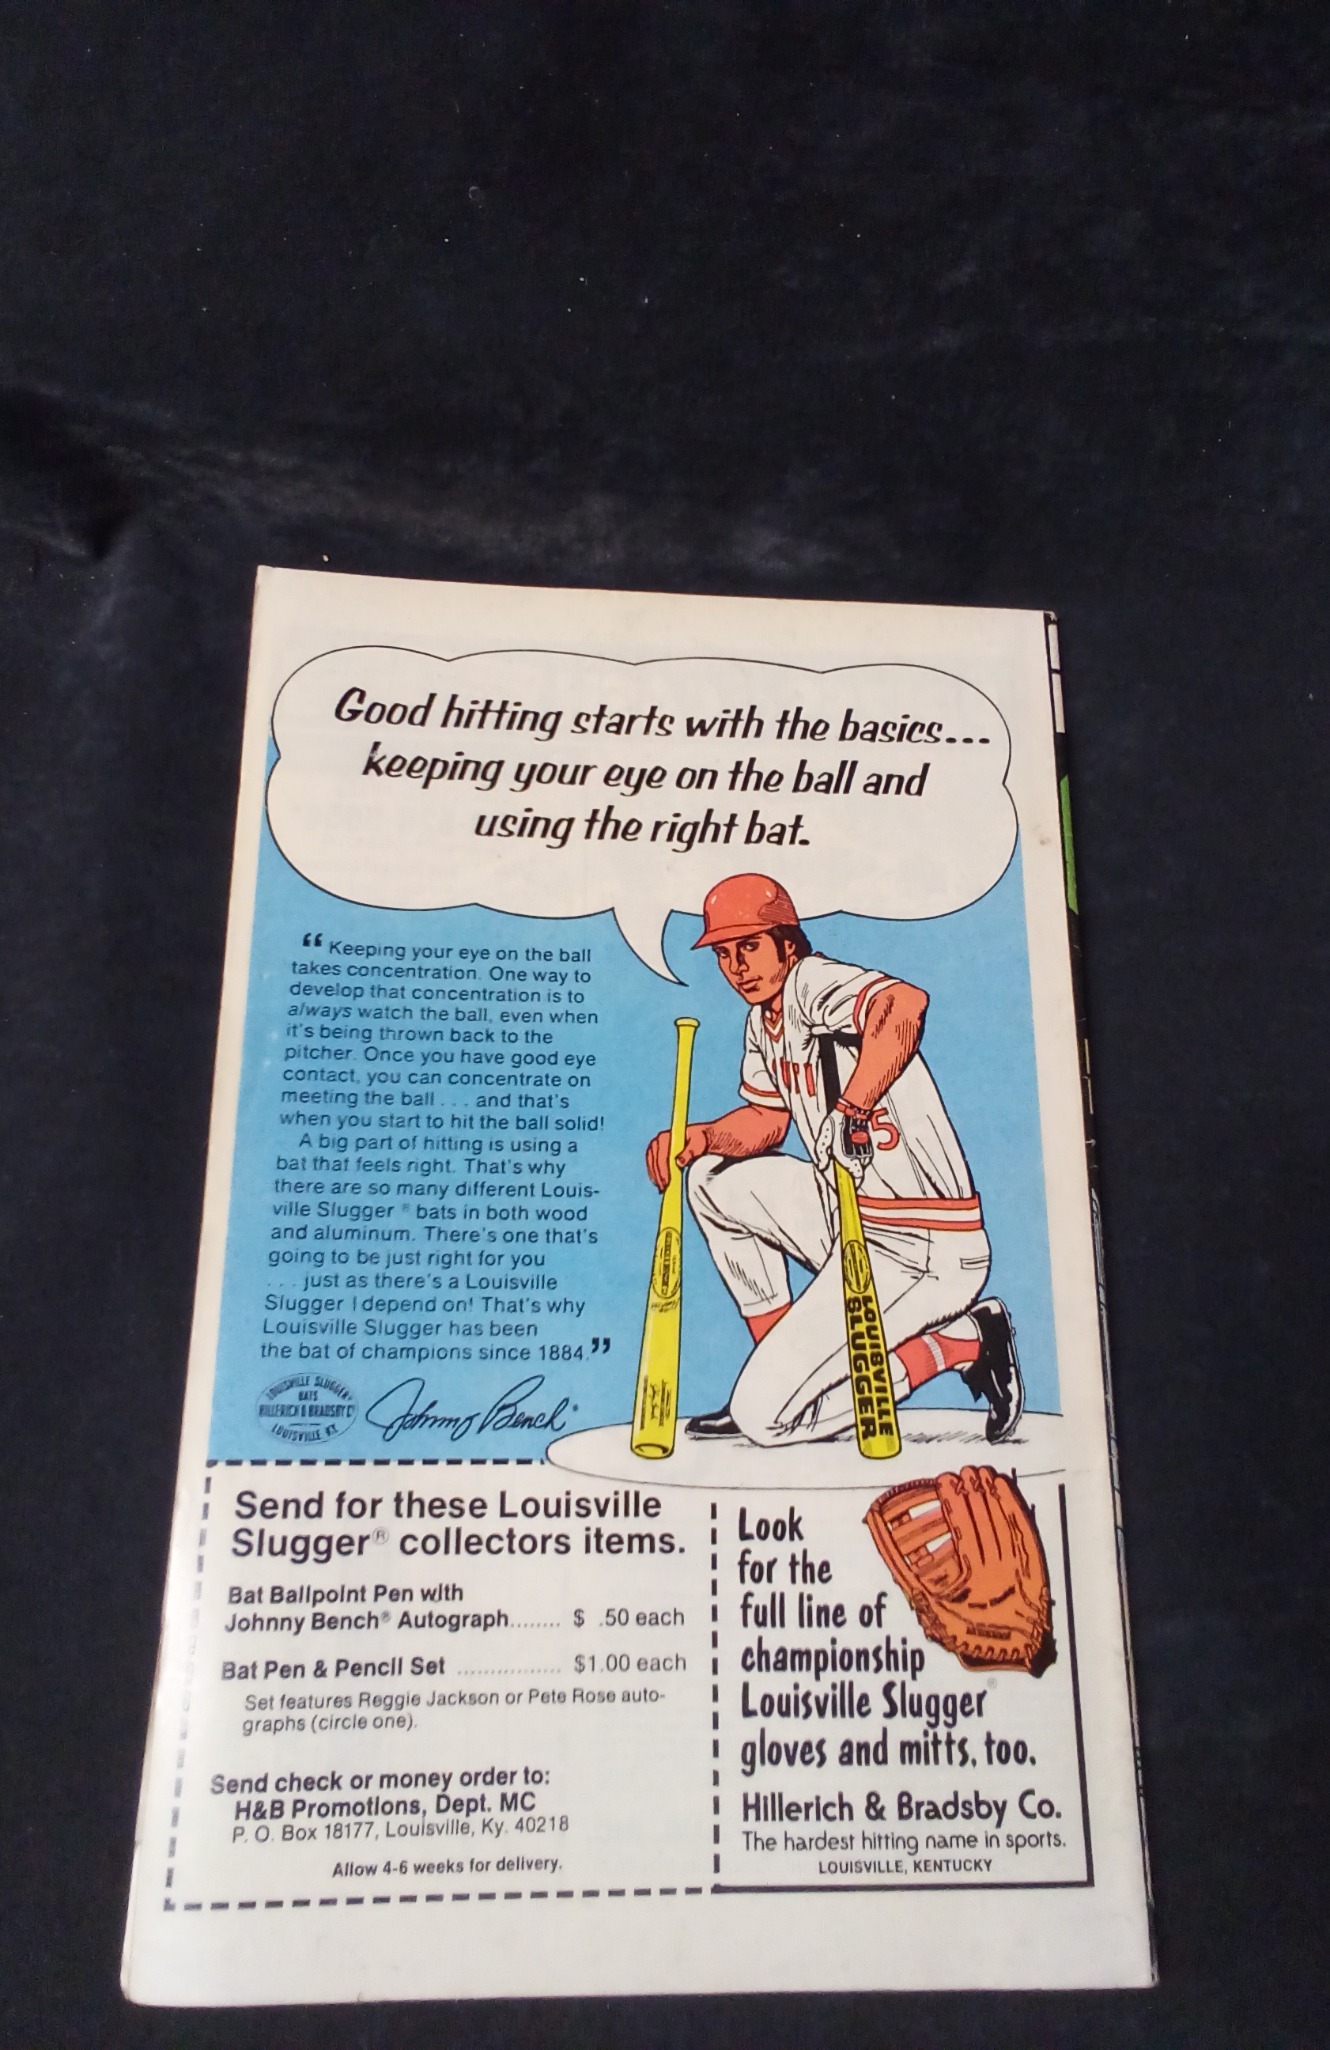 Good hitting starts with the basics...
keeping your eye on the ball and
using the right bat.
“Keeping your eye on the ball
takes concentration. One way to
develop that concentration is to
always watch the ball, even when
it's being thrown back to the
pitcher. Once you have good eye
contact, you can concentrate on
meeting the ball . . . and that's
when you start to hit the ball solid!
A big part of hitting is using a
bat that feels right. That's why
there are so many different Louis-
ville Slugger® bats in both wood
and aluminum. There's one that's
going to be just right for you
. . . just as there's a Louisville
Slugger I depend on! That's why
Louisville Slugger has been
the bat of champions since 1884.”
LOUISVILLE SLUGGER
BATS
HILLERICH & BRADSBY Co
LOUISVILLE KY.
Johnny Bench®
5
LOUISVILLE
SLUGGER
Send for these Louisville
Slugger® collectors items.
Bat Ballpoint Pen with
Johnny Bench® Autograph........ $ .50 each
Bat Pen & Pencil Set ................ $1.00 each
Set features Reggie Jackson or Pete Rose auto-
graphs (circle one).
Send check or money order to:
H&B Promotions, Dept. MC
P. O. Box 18177, Louisville, Ky. 40218
Allow 4-6 weeks for delivery.
Look
for the
full line of
championship
Louisville Slugger®
gloves and mitts, too.
Hillerich & Bradsby Co.
The hardest hitting name in sports.
LOUISVILLE, KENTUCKY